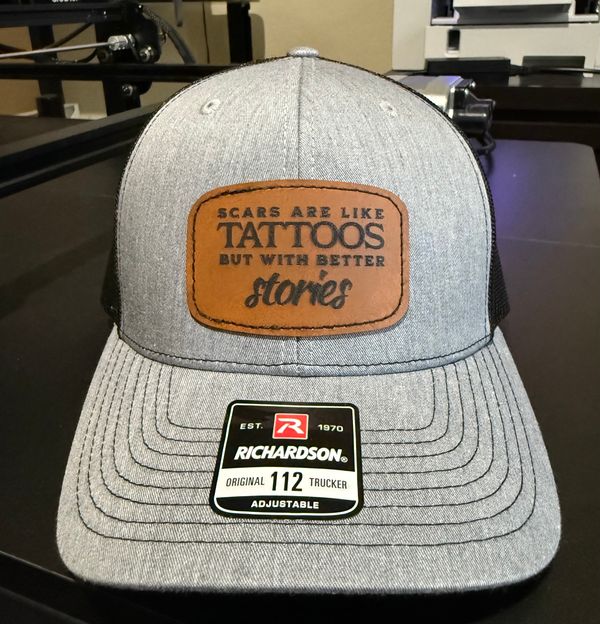 SCARS ARE LIKE
TATTOOS
BUT WITH BETTER
stories
EST. R 1970
RICHARDSON®
ORIGINAL 112 TRUCKER
ADJUSTABLE